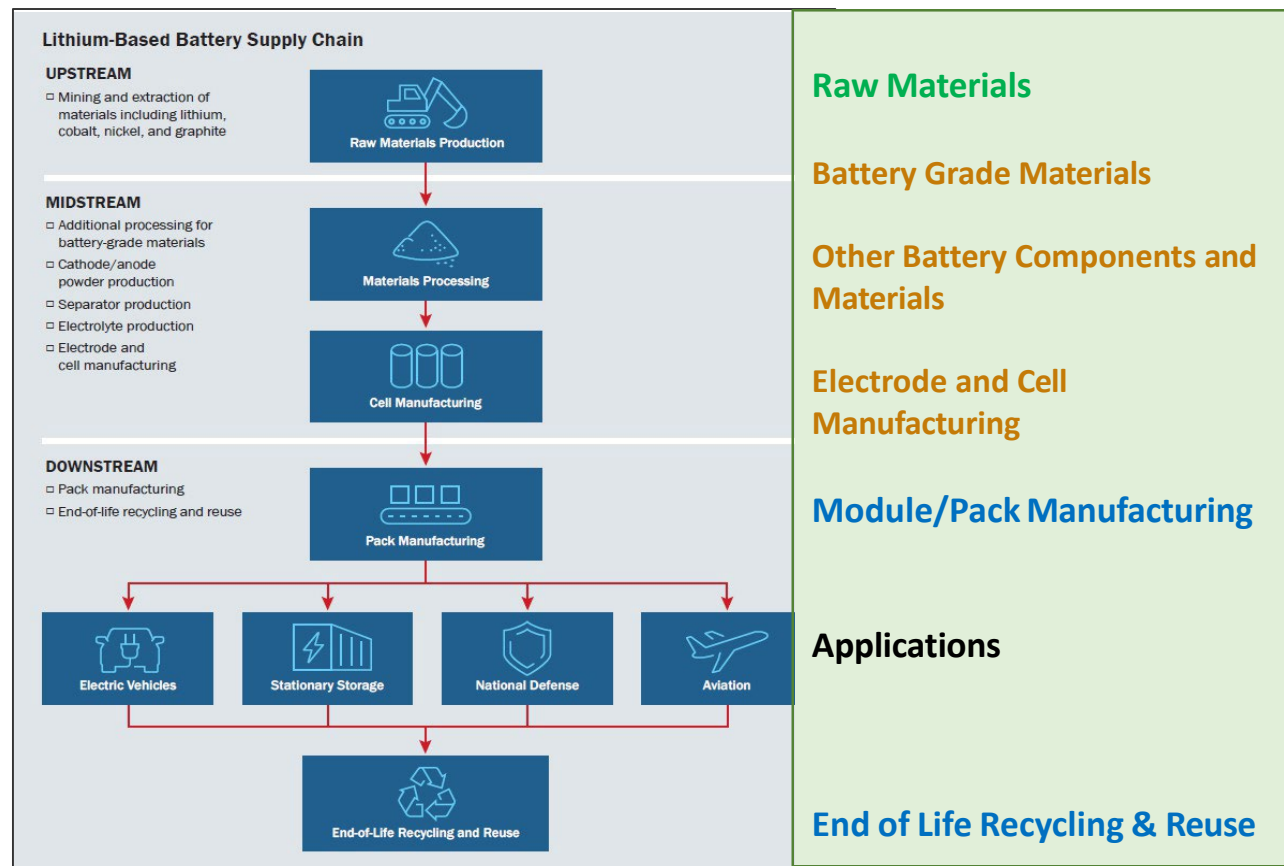 Lithium-Based Battery Supply Chain
UPSTREAM
□ Mining and extraction of
materials including lithium,
cobalt, nickel, and graphite
Raw Materials Production
MIDSTREAM
□ Additional processing for
battery-grade materials
□ Cathode/anode
powder production
□ Separator production
□ Electrolyte production
□ Electrode and
cell manufacturing
Materials Processing
Cell Manufacturing
DOWNSTREAM
□ Pack manufacturing
□ End-of-life recycling and reuse
Pack Manufacturing
Electric Vehicles
Stationary Storage
National Defense
Aviation
End-of-Life Recycling and Reuse
Raw Materials
Battery Grade Materials
Other Battery Components and
Materials
Electrode and Cell
Manufacturing
Module/Pack Manufacturing
Applications
End of Life Recycling & Reuse